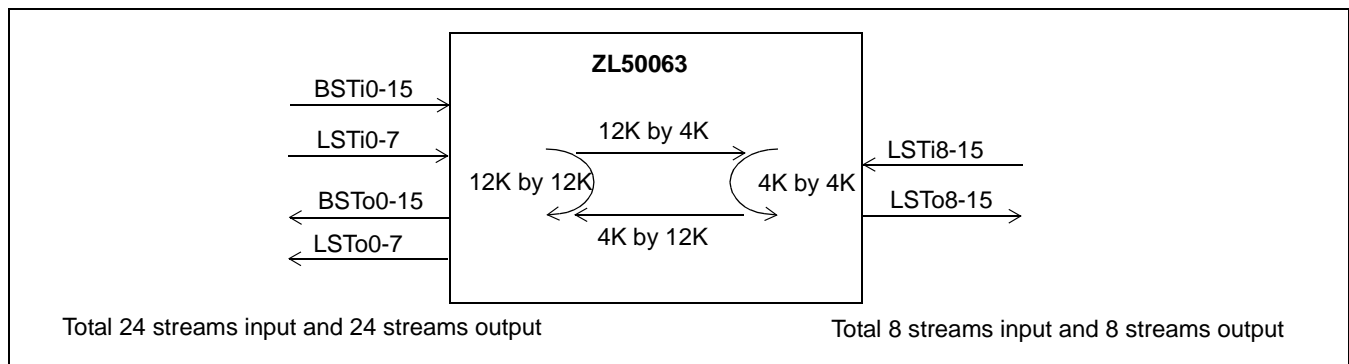 ZL50063
BSTi0-15
12K by 4K
LSTi0-7
LSTi8-15
12K by 12K
4K by 4K
BSTo0-15
LSTo8-15
4K by 12K
LSTo0-7
Total 24 streams input and 24 streams output
Total 8 streams input and 8 streams output